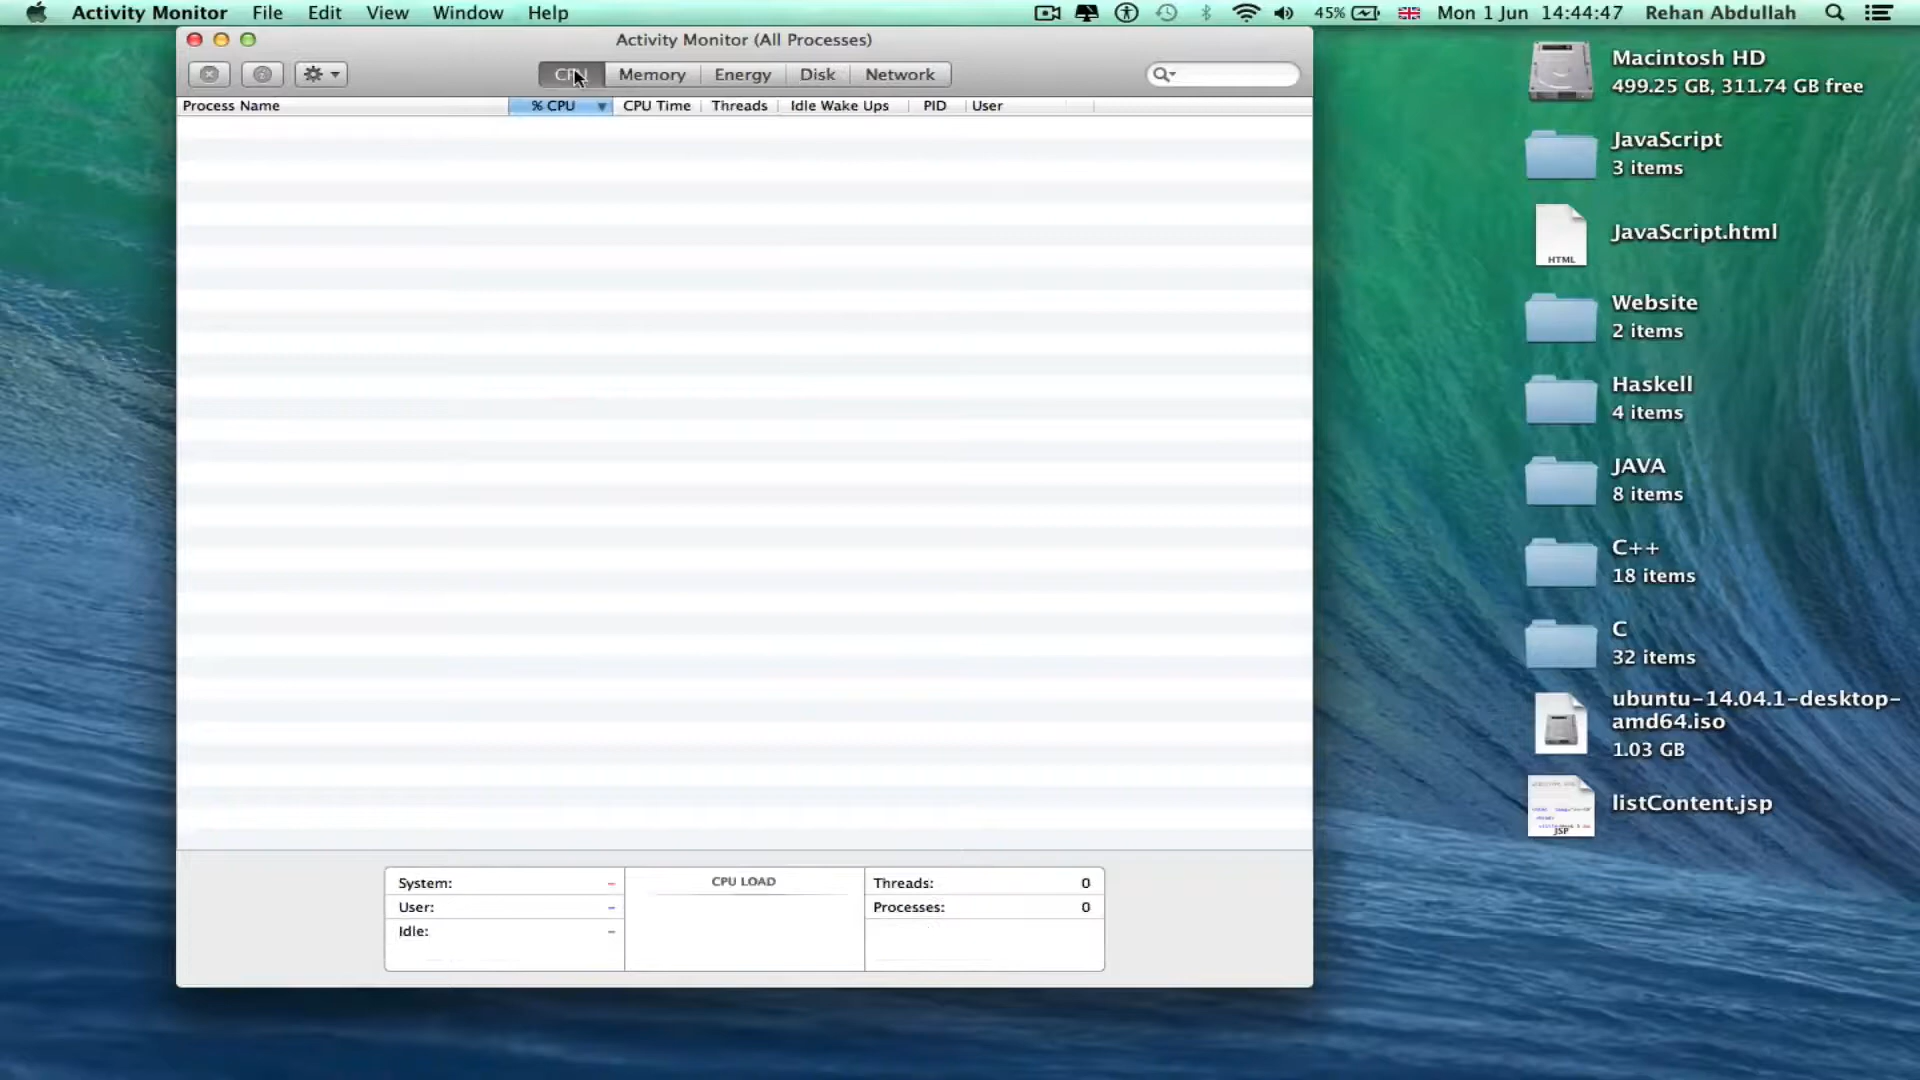 Activity Monitor File Edit View Window Help 45% Mon 1 Jun 14:44:47 Rehan Abdullah
Activity Monitor (All Processes)
CPU Memory Energy Disk Network
Process Name % CPU CPU Time Threads Idle Wake Ups PID User
System: -
User: -
Idle: -
CPU LOAD
Threads: 0
Processes: 0
Macintosh HD
499.25 GB, 311.74 GB free
JavaScript
3 items
HTML
JavaScript.html
Website
2 items
Haskell
4 items
JAVA
8 items
C++
18 items
C
32 items
ubuntu-14.04.1-desktop-
amd64.iso
1.03 GB
JSP
listContent.jsp